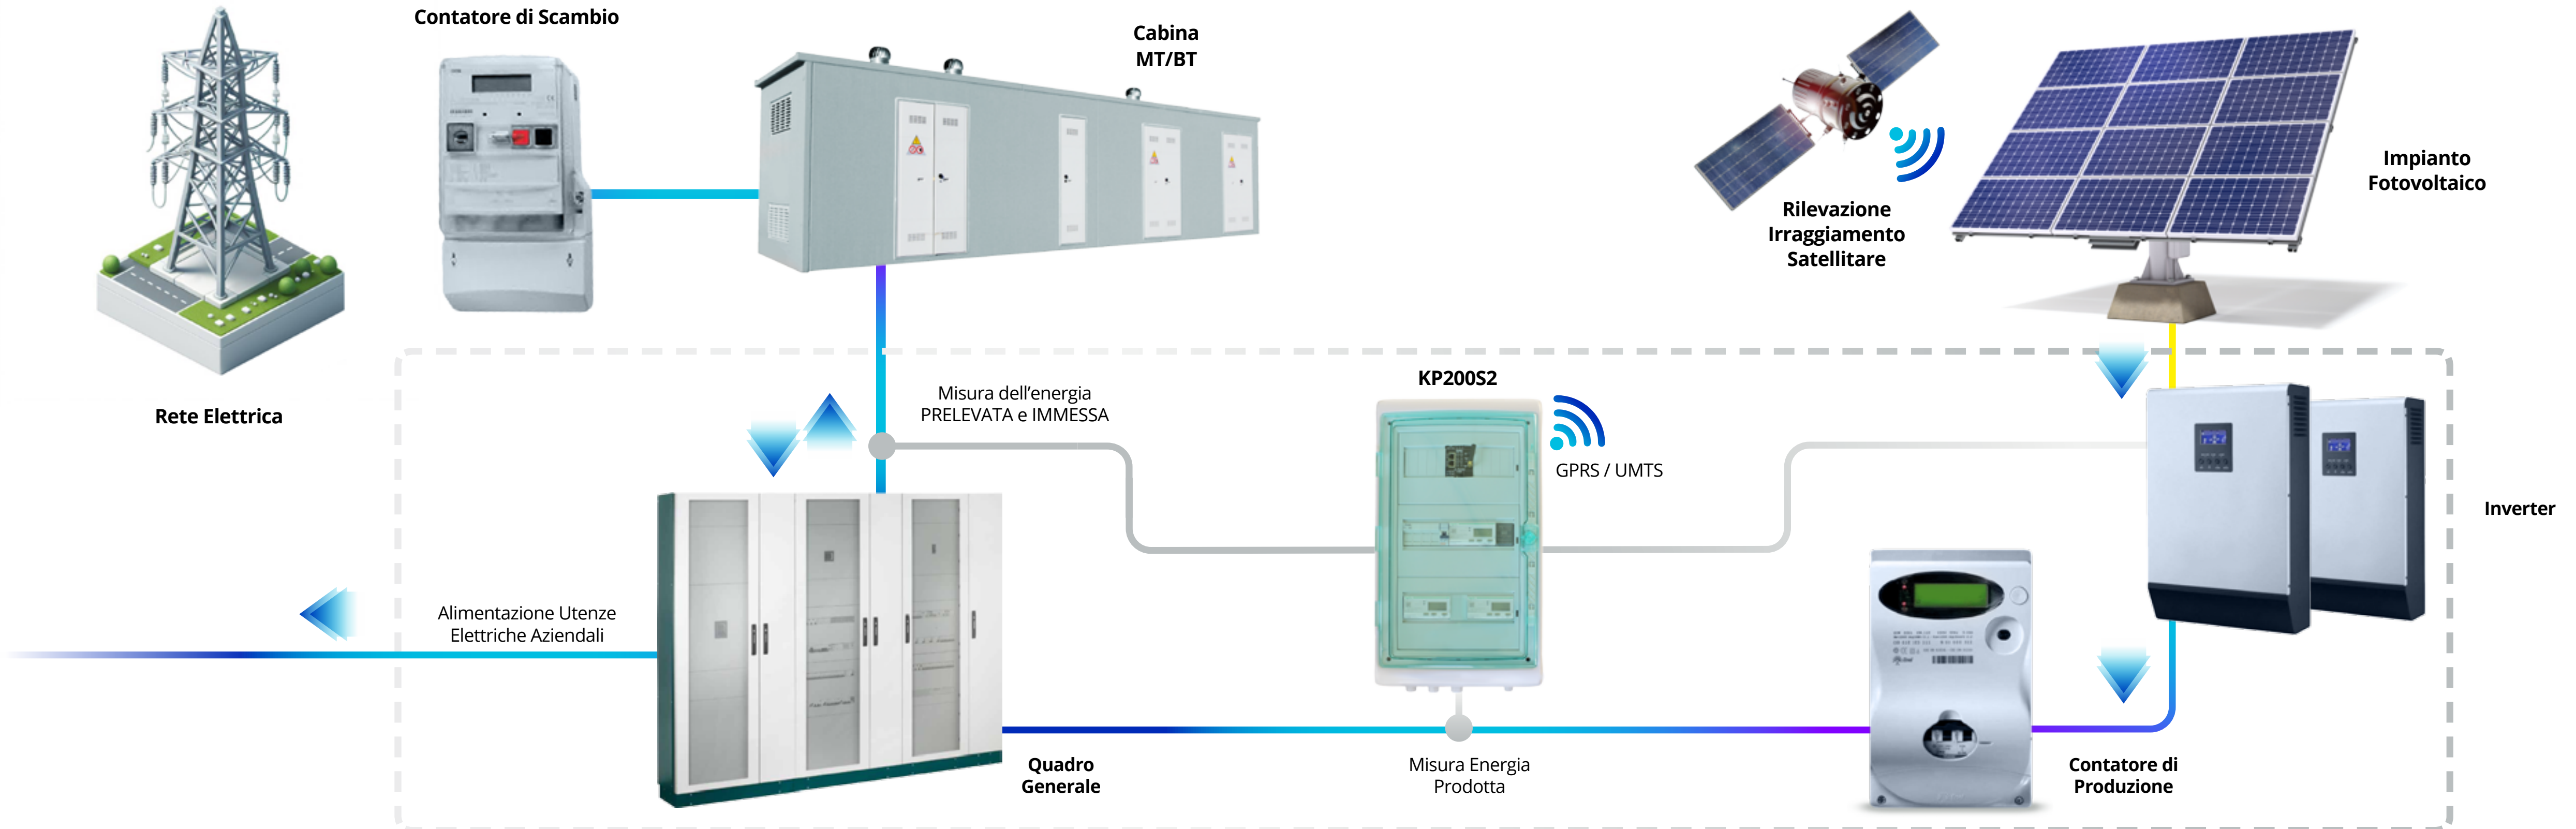 Contatore di Scambio
Cabina
MT/BT
Rilevazione
Irraggiamento
Satellitare
Impianto
Fotovoltaico
Rete Elettrica
Misura dell'energia
PRELEVATA e IMMESSA
KP200S2
GPRS / UMTS
Inverter
Alimentazione Utenze
Elettriche Aziendali
Quadro
Generale
Misura Energia
Prodotta
Contatore di
Produzione